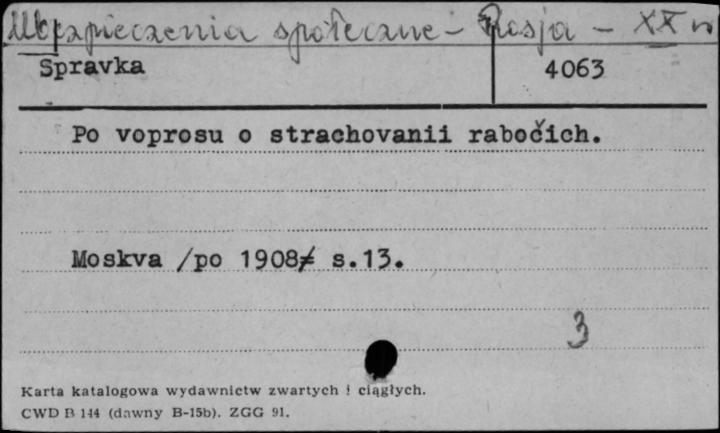 Ubezpieczenia społeczne - Rosja - XX w
Spravka 4063
Po voprosu o strachovanii rabočich.
Moskva /po 1908/ s.13.
3
Karta katalogowa wydawnictw zwartych i ciągłych.
CWD B 144 (dawny B-15b). ZGG 91.